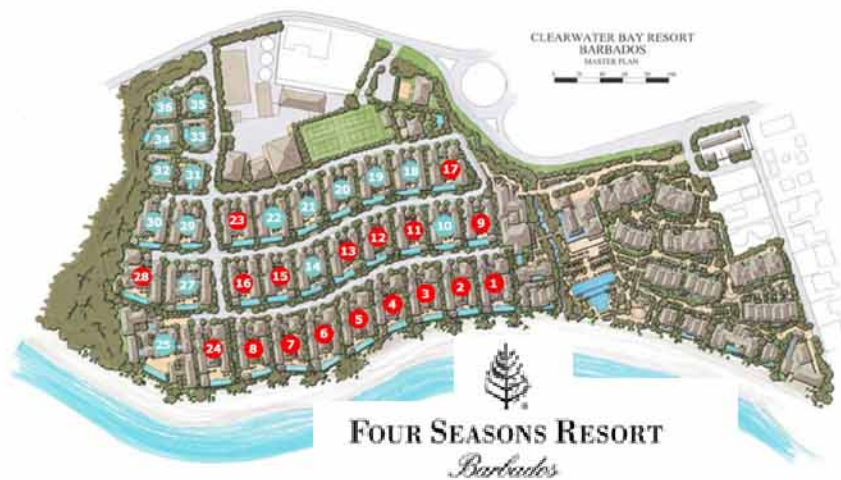 CLEARWATER BAY RESORT
BARBADOS
MASTER PLAN
36 35
34 33
32 31
23 22 21 20 19 18 17
30 29
16 15 14 13 12 11 10 9
28 27
25 24 8 7 6 5 4 3 2 1
FOUR SEASONS RESORT
Barbados